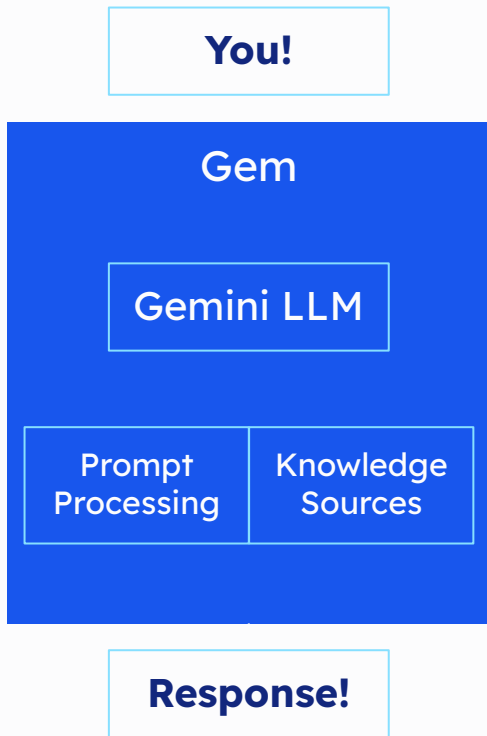 You!
Gem
Gemini LLM
Prompt
Processing
Knowledge
Sources
Response!